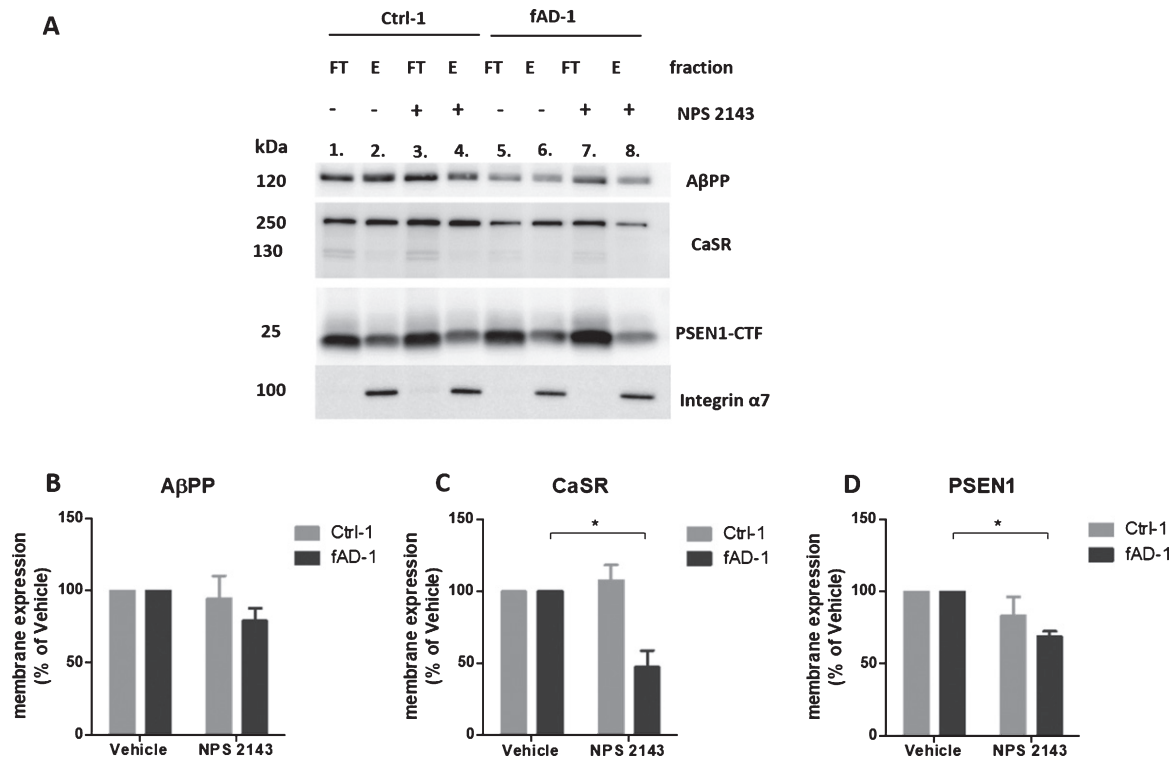 A
Ctrl-1 fAD-1
FT E FT E FT E FT E fraction
- - + + - - + + NPS 2143
kDa 1. 2. 3. 4. 5. 6. 7. 8.
120 AβPP
250
130 CaSR
25 PSEN1-CTF
100 Integrin α7
B AβPP
membrane expression
(% of Vehicle)
150
100
50
0
Vehicle NPS 2143
Ctrl-1
fAD-1
C CaSR
membrane expression
(% of Vehicle)
150
100
50
0
*
Vehicle NPS 2143
Ctrl-1
fAD-1
D PSEN1
membrane expression
(% of Vehicle)
150
100
50
0
*
Vehicle NPS 2143
Ctrl-1
fAD-1